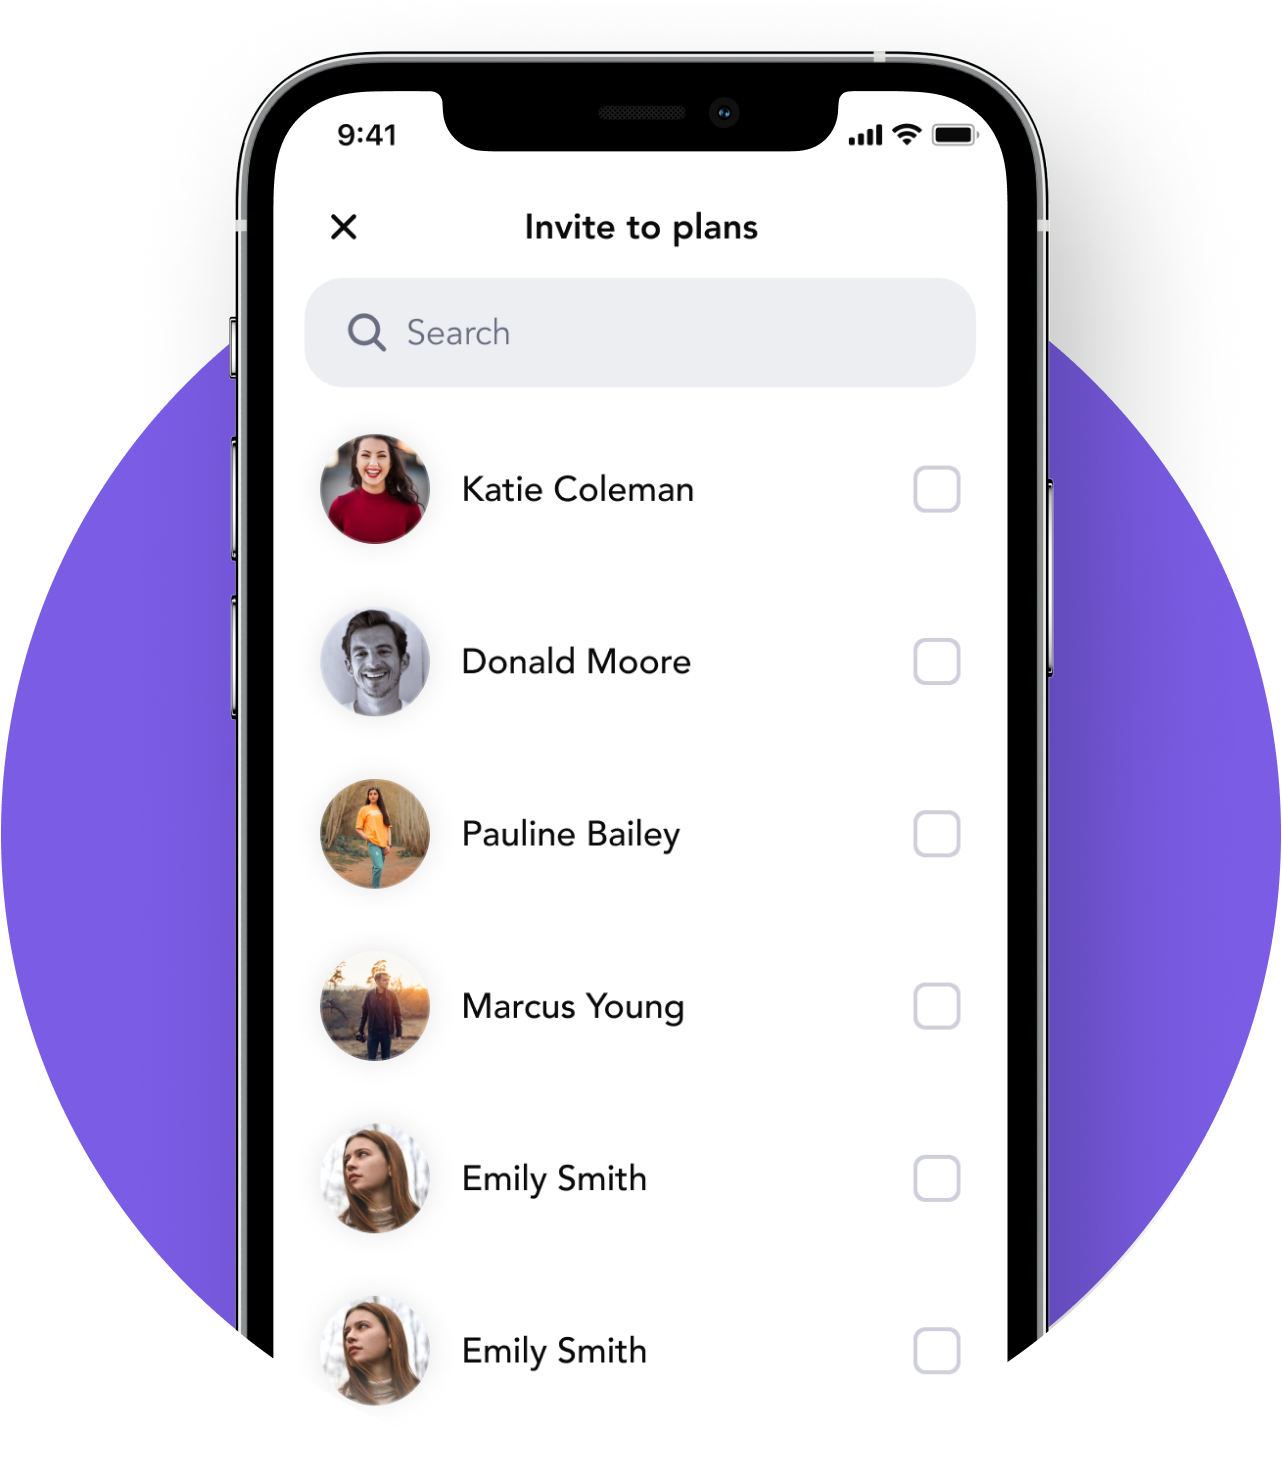 9:41
Invite to plans
Search
Katie Coleman
Donald Moore
Pauline Bailey
Marcus Young
Emily Smith
Emily Smith